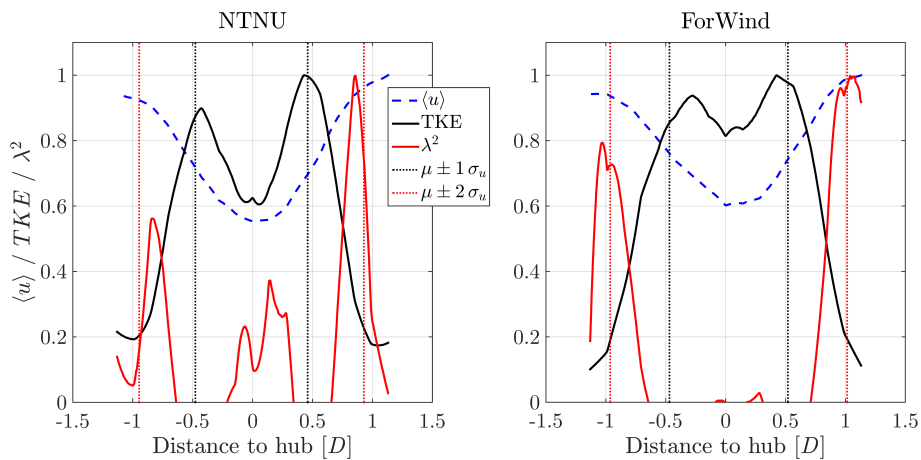 NTNU
ForWind
⟨u⟩ / TKE / λ²
1
0.8
0.6
0.4
0.2
0
-1.5 -1 -0.5 0 0.5 1 1.5
Distance to hub [D]
⟨u⟩
TKE
λ²
μ ± 1 σᵤ
μ ± 2 σᵤ
1
0.8
0.6
0.4
0.2
0
-1.5 -1 -0.5 0 0.5 1 1.5
Distance to hub [D]